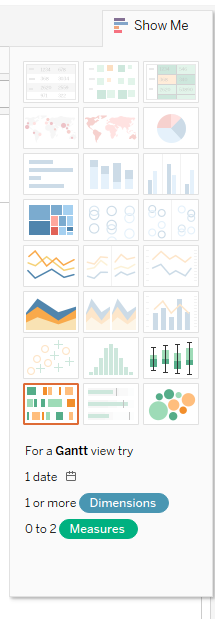 Show Me
For a Gantt view try
1 date
1 or more Dimensions
0 to 2 Measures